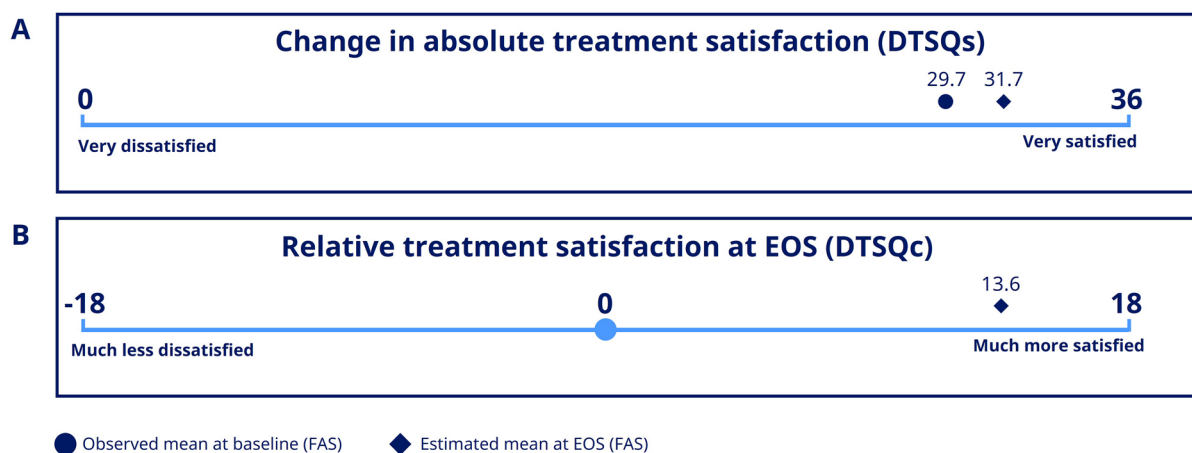 A
Change in absolute treatment satisfaction (DTSQs)
29.7 31.7
0 36
Very dissatisfied Very satisfied
B
Relative treatment satisfaction at EOS (DTSQc)
13.6
-18 0 18
Much less dissatisfied Much more satisfied
Observed mean at baseline (FAS) Estimated mean at EOS (FAS)